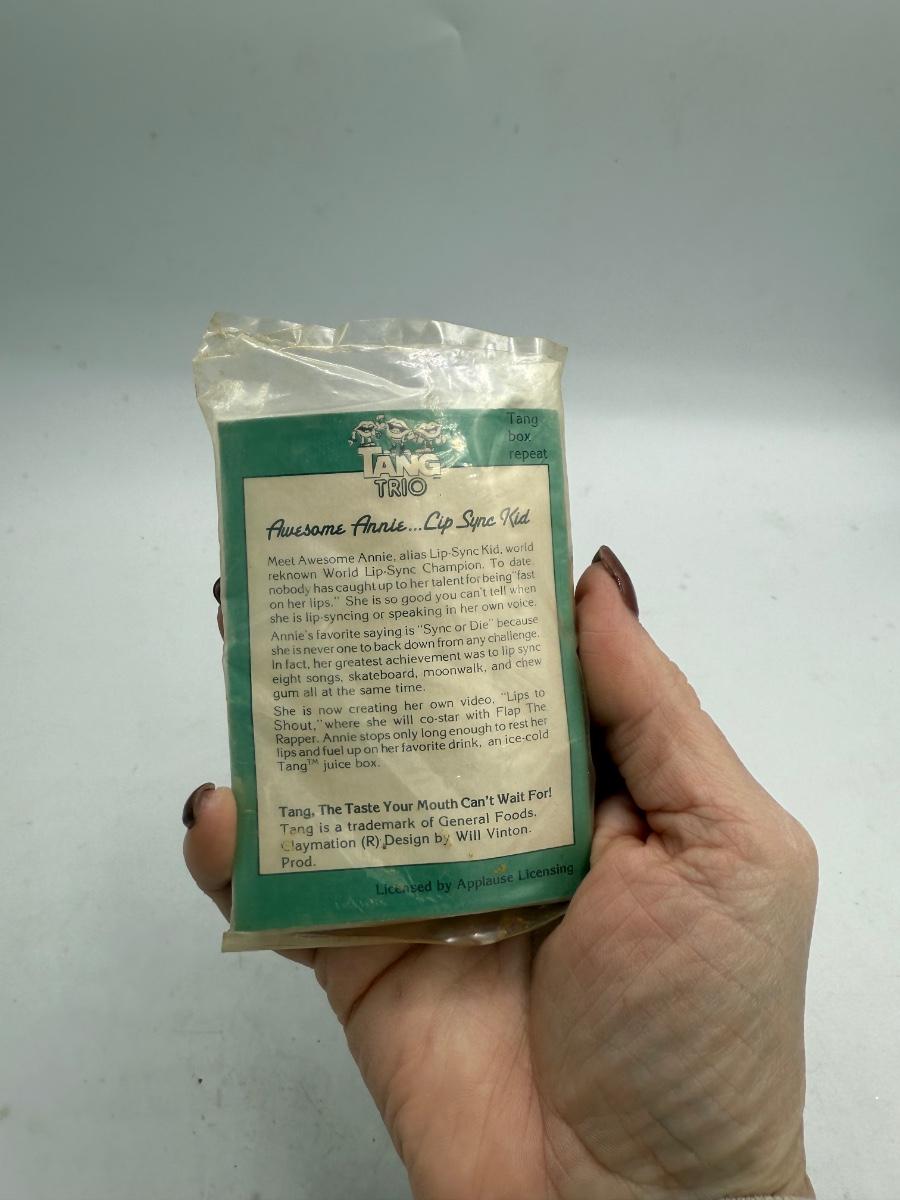 Tang
box
repeat
TANG
TRIO
Awesome Annie...Lip Sync Kid
Meet Awesome Annie, alias Lip-Sync Kid, world
reknown World Lip-Sync Champion. To date
nobody has caught up to her talent for being "fast
on her lips." She is so good you can't tell when
she is lip-syncing or speaking in her own voice.
Annie's favorite saying is "Sync or Die" because
she is never one to back down from any challenge.
In fact, her greatest achievement was to lip sync
eight songs, skateboard, moonwalk, and chew
gum all at the same time.
She is now creating her own video, "Lips to
Shout," where she will co-star with Flap The
Rapper. Annie stops only long enough to rest her
lips and fuel up on her favorite drink, an ice-cold
Tang™ juice box.
Tang, The Taste Your Mouth Can't Wait For!
Tang is a trademark of General Foods.
Claymation (R) Design by Will Vinton.
Prod.
Licensed by Applause Licensing